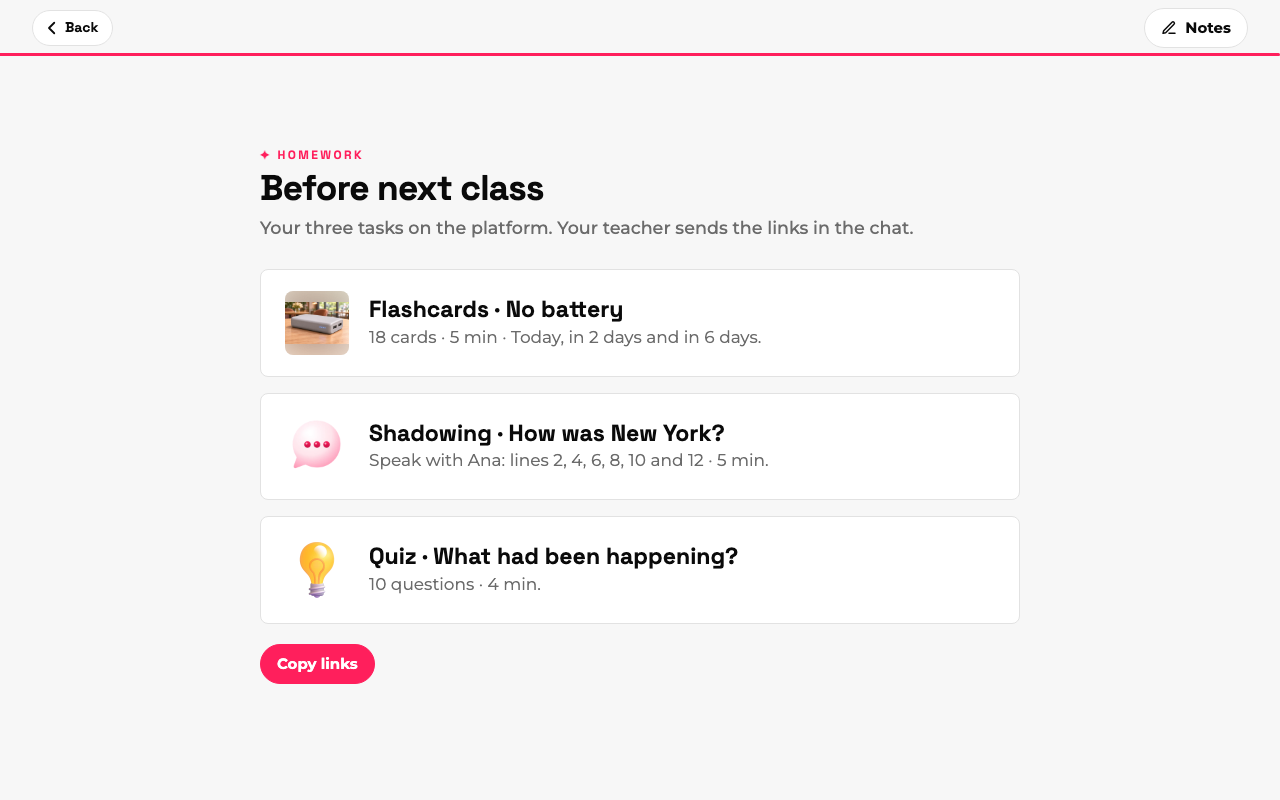 Back
Notes
HOMEWORK
Before next class
Your three tasks on the platform. Your teacher sends the links in the chat.
Flashcards · No battery
18 cards · 5 min · Today, in 2 days and in 6 days.
Shadowing · How was New York?
Speak with Ana: lines 2, 4, 6, 8, 10 and 12 · 5 min.
Quiz · What had been happening?
10 questions · 4 min.
Copy links